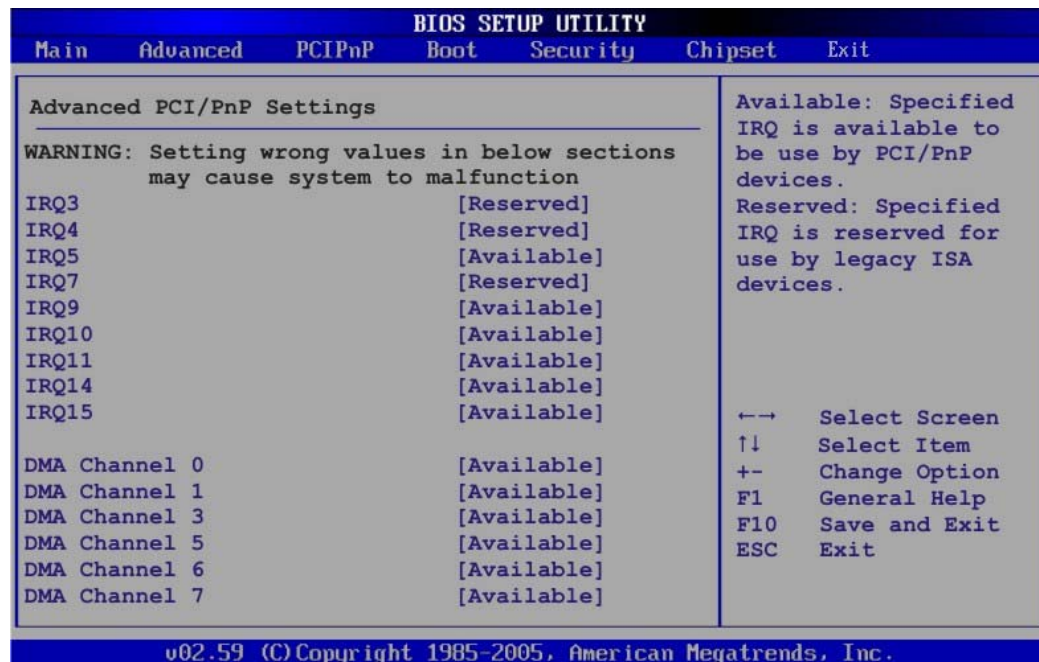 BIOS SETUP UTILITY
Main Advanced PCIPnP Boot Security Chipset Exit
Advanced PCI/PnP Settings
WARNING: Setting wrong values in below sections
may cause system to malfunction
IRQ3 [Reserved]
IRQ4 [Reserved]
IRQ5 [Available]
IRQ7 [Reserved]
IRQ9 [Available]
IRQ10 [Available]
IRQ11 [Available]
IRQ14 [Available]
IRQ15 [Available]
DMA Channel 0 [Available]
DMA Channel 1 [Available]
DMA Channel 3 [Available]
DMA Channel 5 [Available]
DMA Channel 6 [Available]
DMA Channel 7 [Available]
Available: Specified
IRQ is available to
be use by PCI/PnP
devices.
Reserved: Specified
IRQ is reserved for
use by legacy ISA
devices.
←→ Select Screen
↑↓ Select Item
+- Change Option
F1 General Help
F10 Save and Exit
ESC Exit
v02.59 (C)Copyright 1985-2005, American Megatrends, Inc.